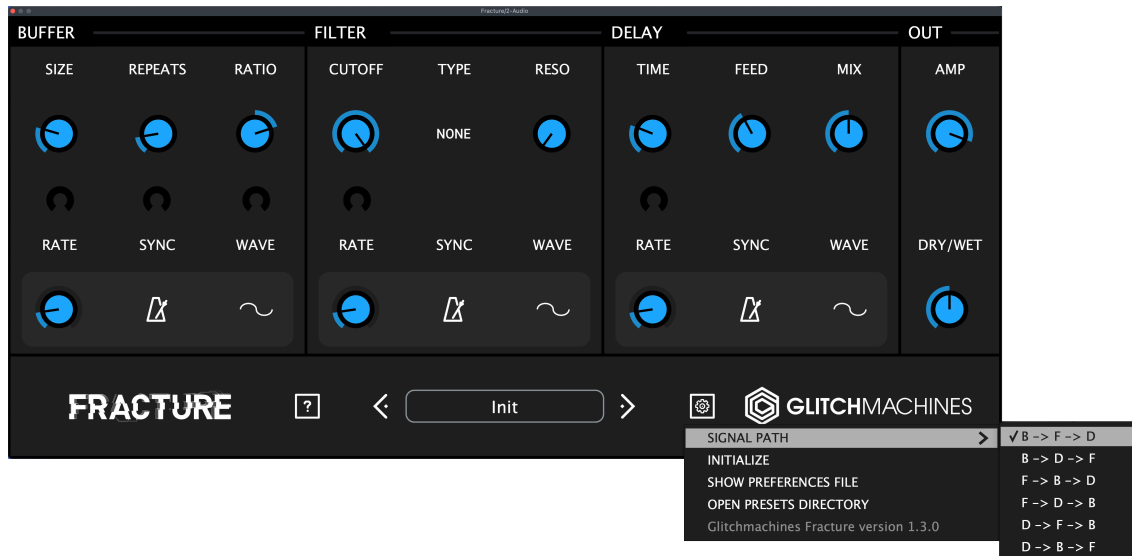 Fracture/2-Audio
BUFFER FILTER DELAY OUT
SIZE REPEATS RATIO CUTOFF TYPE RESO TIME FEED MIX AMP
NONE
RATE SYNC WAVE RATE SYNC WAVE RATE SYNC WAVE DRY/WET
FRACTURE ? Init GLITCHMACHINES
SIGNAL PATH
INITIALIZE
SHOW PREFERENCES FILE
OPEN PRESETS DIRECTORY
Glitchmachines Fracture version 1.3.0
✓ B -> F -> D
B -> D -> F
F -> B -> D
F -> D -> B
D -> F -> B
D -> B -> F